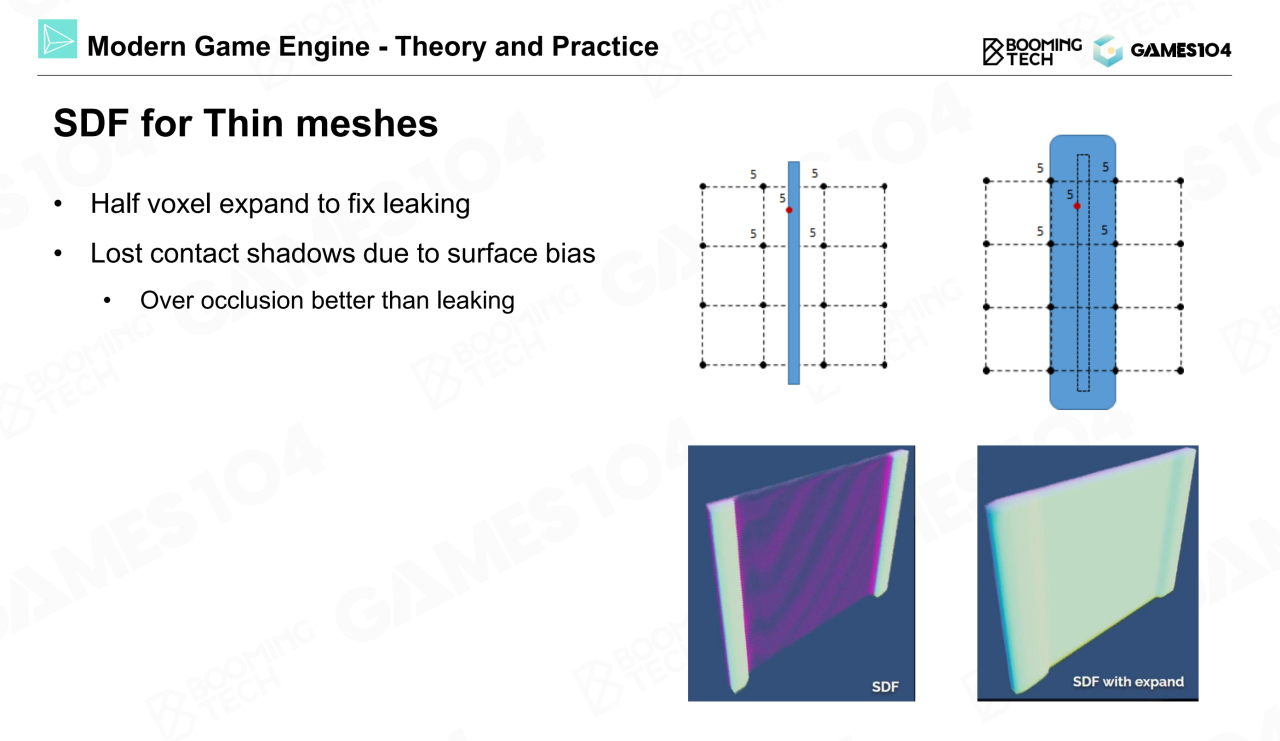 Modern Game Engine - Theory and Practice
BOOMING
TECH
GAMES104
SDF for Thin meshes
• Half voxel expand to fix leaking
• Lost contact shadows due to surface bias
• Over occlusion better than leaking
5 5
5
5 5
5 5
5
5 5
SDF
SDF with expand